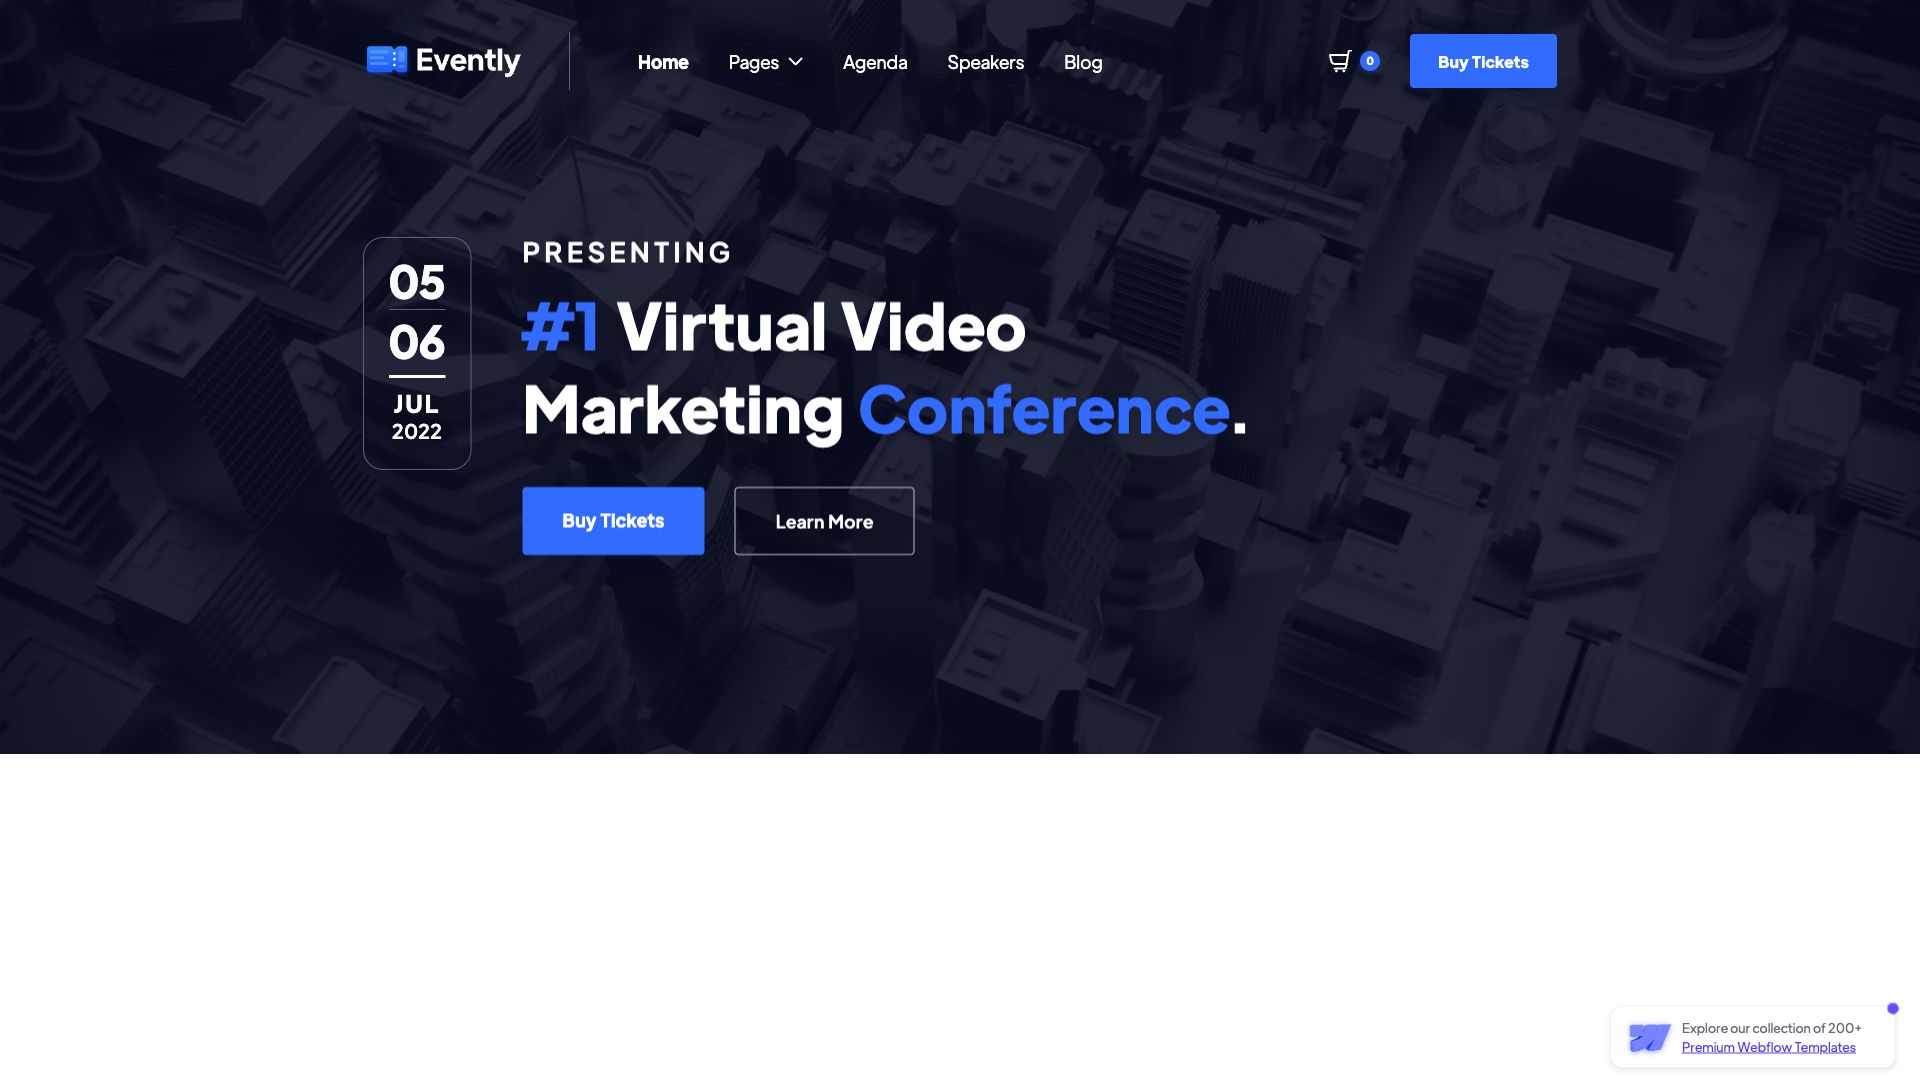 Evently
Home
Pages
Agenda
Speakers
Blog
0
Buy Tickets
05
06
JUL
2022
PRESENTING
#1 Virtual Video
Marketing Conference.
Buy Tickets
Learn More
Explore our collection of 200+
Premium Webflow Templates